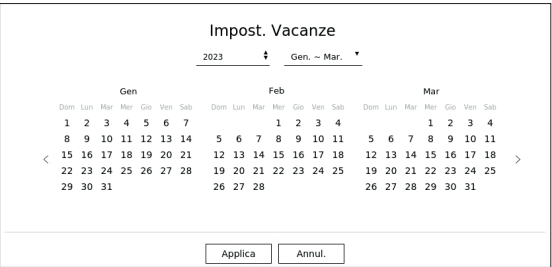 Impost. Vacanze
2023 Gen. ~ Mar.
Gen Feb Mar
Dom Lun Mar Mer Gio Ven Sab Dom Lun Mar Mer Gio Ven Sab Dom Lun Mar Mer Gio Ven Sab
1 2 3 4 5 6 7 1 2 3 4 1 2 3 4
8 9 10 11 12 13 14 5 6 7 8 9 10 11 5 6 7 8 9 10 11
15 16 17 18 19 20 21 12 13 14 15 16 17 18 12 13 14 15 16 17 18
22 23 24 25 26 27 28 19 20 21 22 23 24 25 19 20 21 22 23 24 25
29 30 31 26 27 28 26 27 28 29 30 31
Applica Annul.